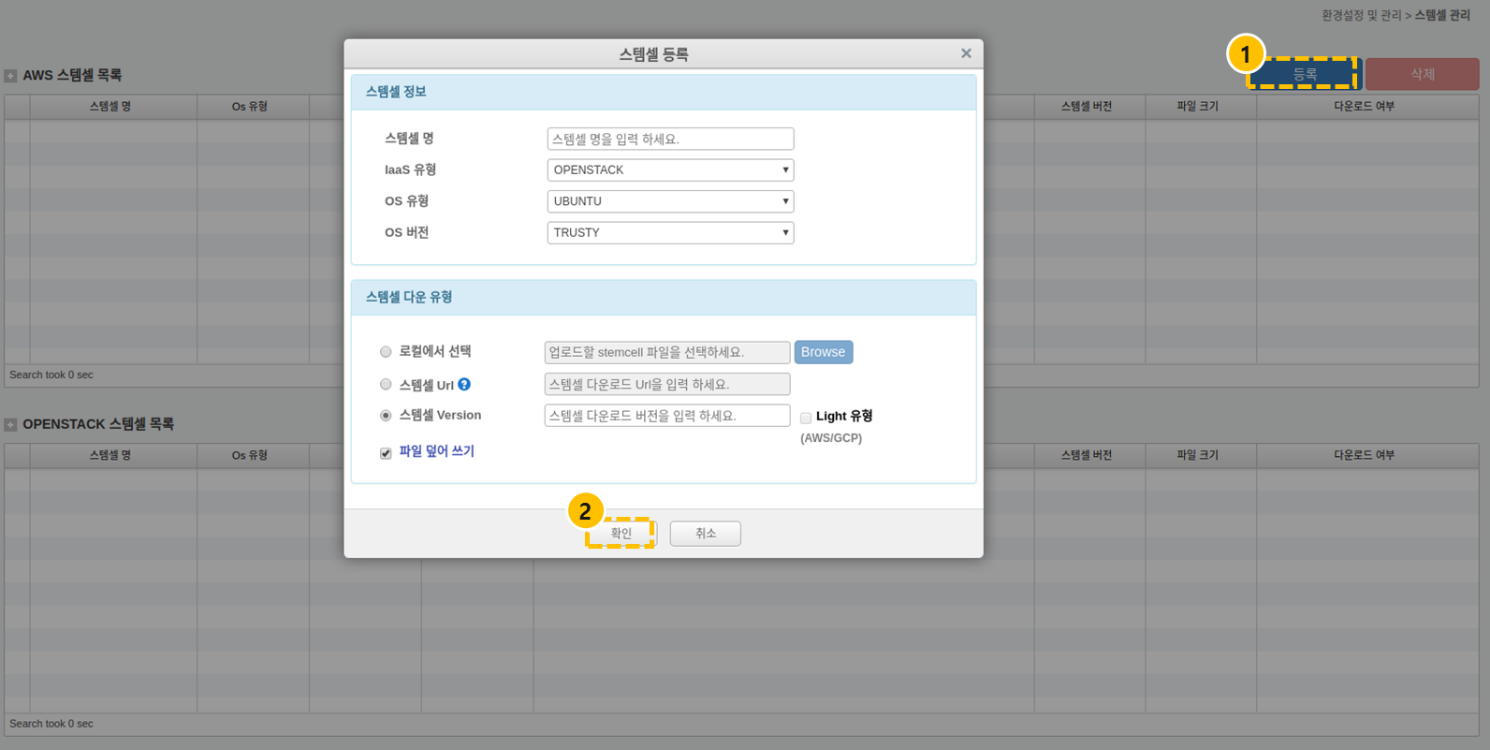 환경설정 및 관리 > 스템셀 관리
1
AWS 스템셀 목록
등록 삭제
스템셀 명 Os 유형 스템셀 버전 파일 크기 다운로드 여부
Search took 0 sec
OPENSTACK 스템셀 목록
스템셀 명 Os 유형 스템셀 버전 파일 크기 다운로드 여부
Search took 0 sec
스템셀 등록 ×
스템셀 정보
스템셀 명 스템셀 명을 입력 하세요.
IaaS 유형 OPENSTACK
OS 유형 UBUNTU
OS 버전 TRUSTY
스템셀 다운 유형
로컬에서 선택 업로드할 stemcell 파일을 선택하세요. Browse
스템셀 Url ? 스템셀 다운로드 Url을 입력 하세요.
스템셀 Version 스템셀 다운로드 버전을 입력 하세요. Light 유형
(AWS/GCP)
파일 덮어 쓰기
2
확인 취소